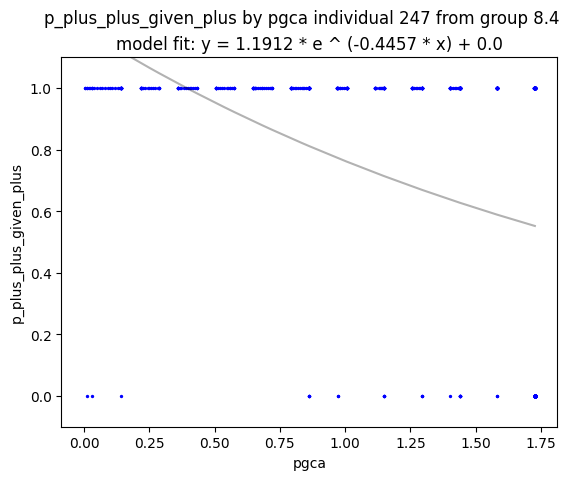 p_plus_plus_given_plus by pgca individual 247 from group 8.4
model fit: y = 1.1912 * e ^ (-0.4457 * x) + 0.0
1.0
0.8
0.6
0.4
0.2
0.0
p_plus_plus_given_plus
0.00 0.25 0.50 0.75 1.00 1.25 1.50 1.75
pgca